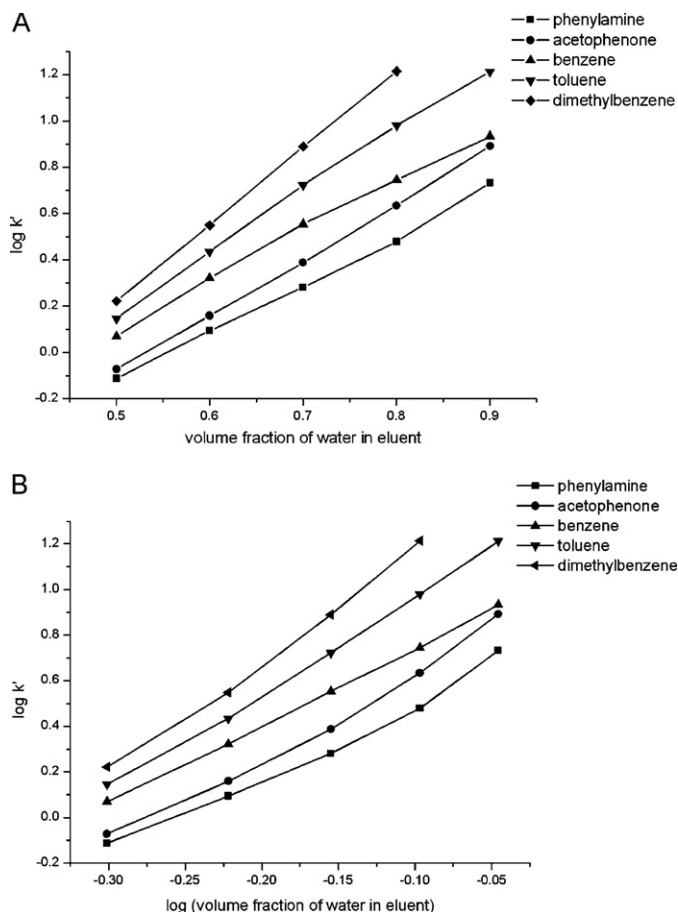 A
phenylamine
acetophenone
benzene
toluene
dimethylbenzene
1.2
1.0
0.8
0.6
0.4
0.2
0.0
-0.2
log k'
0.5 0.6 0.7 0.8 0.9
volume fraction of water in eluent
B
phenylamine
acetophenone
benzene
toluene
dimethylbenzene
1.2
1.0
0.8
0.6
0.4
0.2
0.0
-0.2
log k'
-0.30 -0.25 -0.20 -0.15 -0.10 -0.05
log (volume fraction of water in eluent)